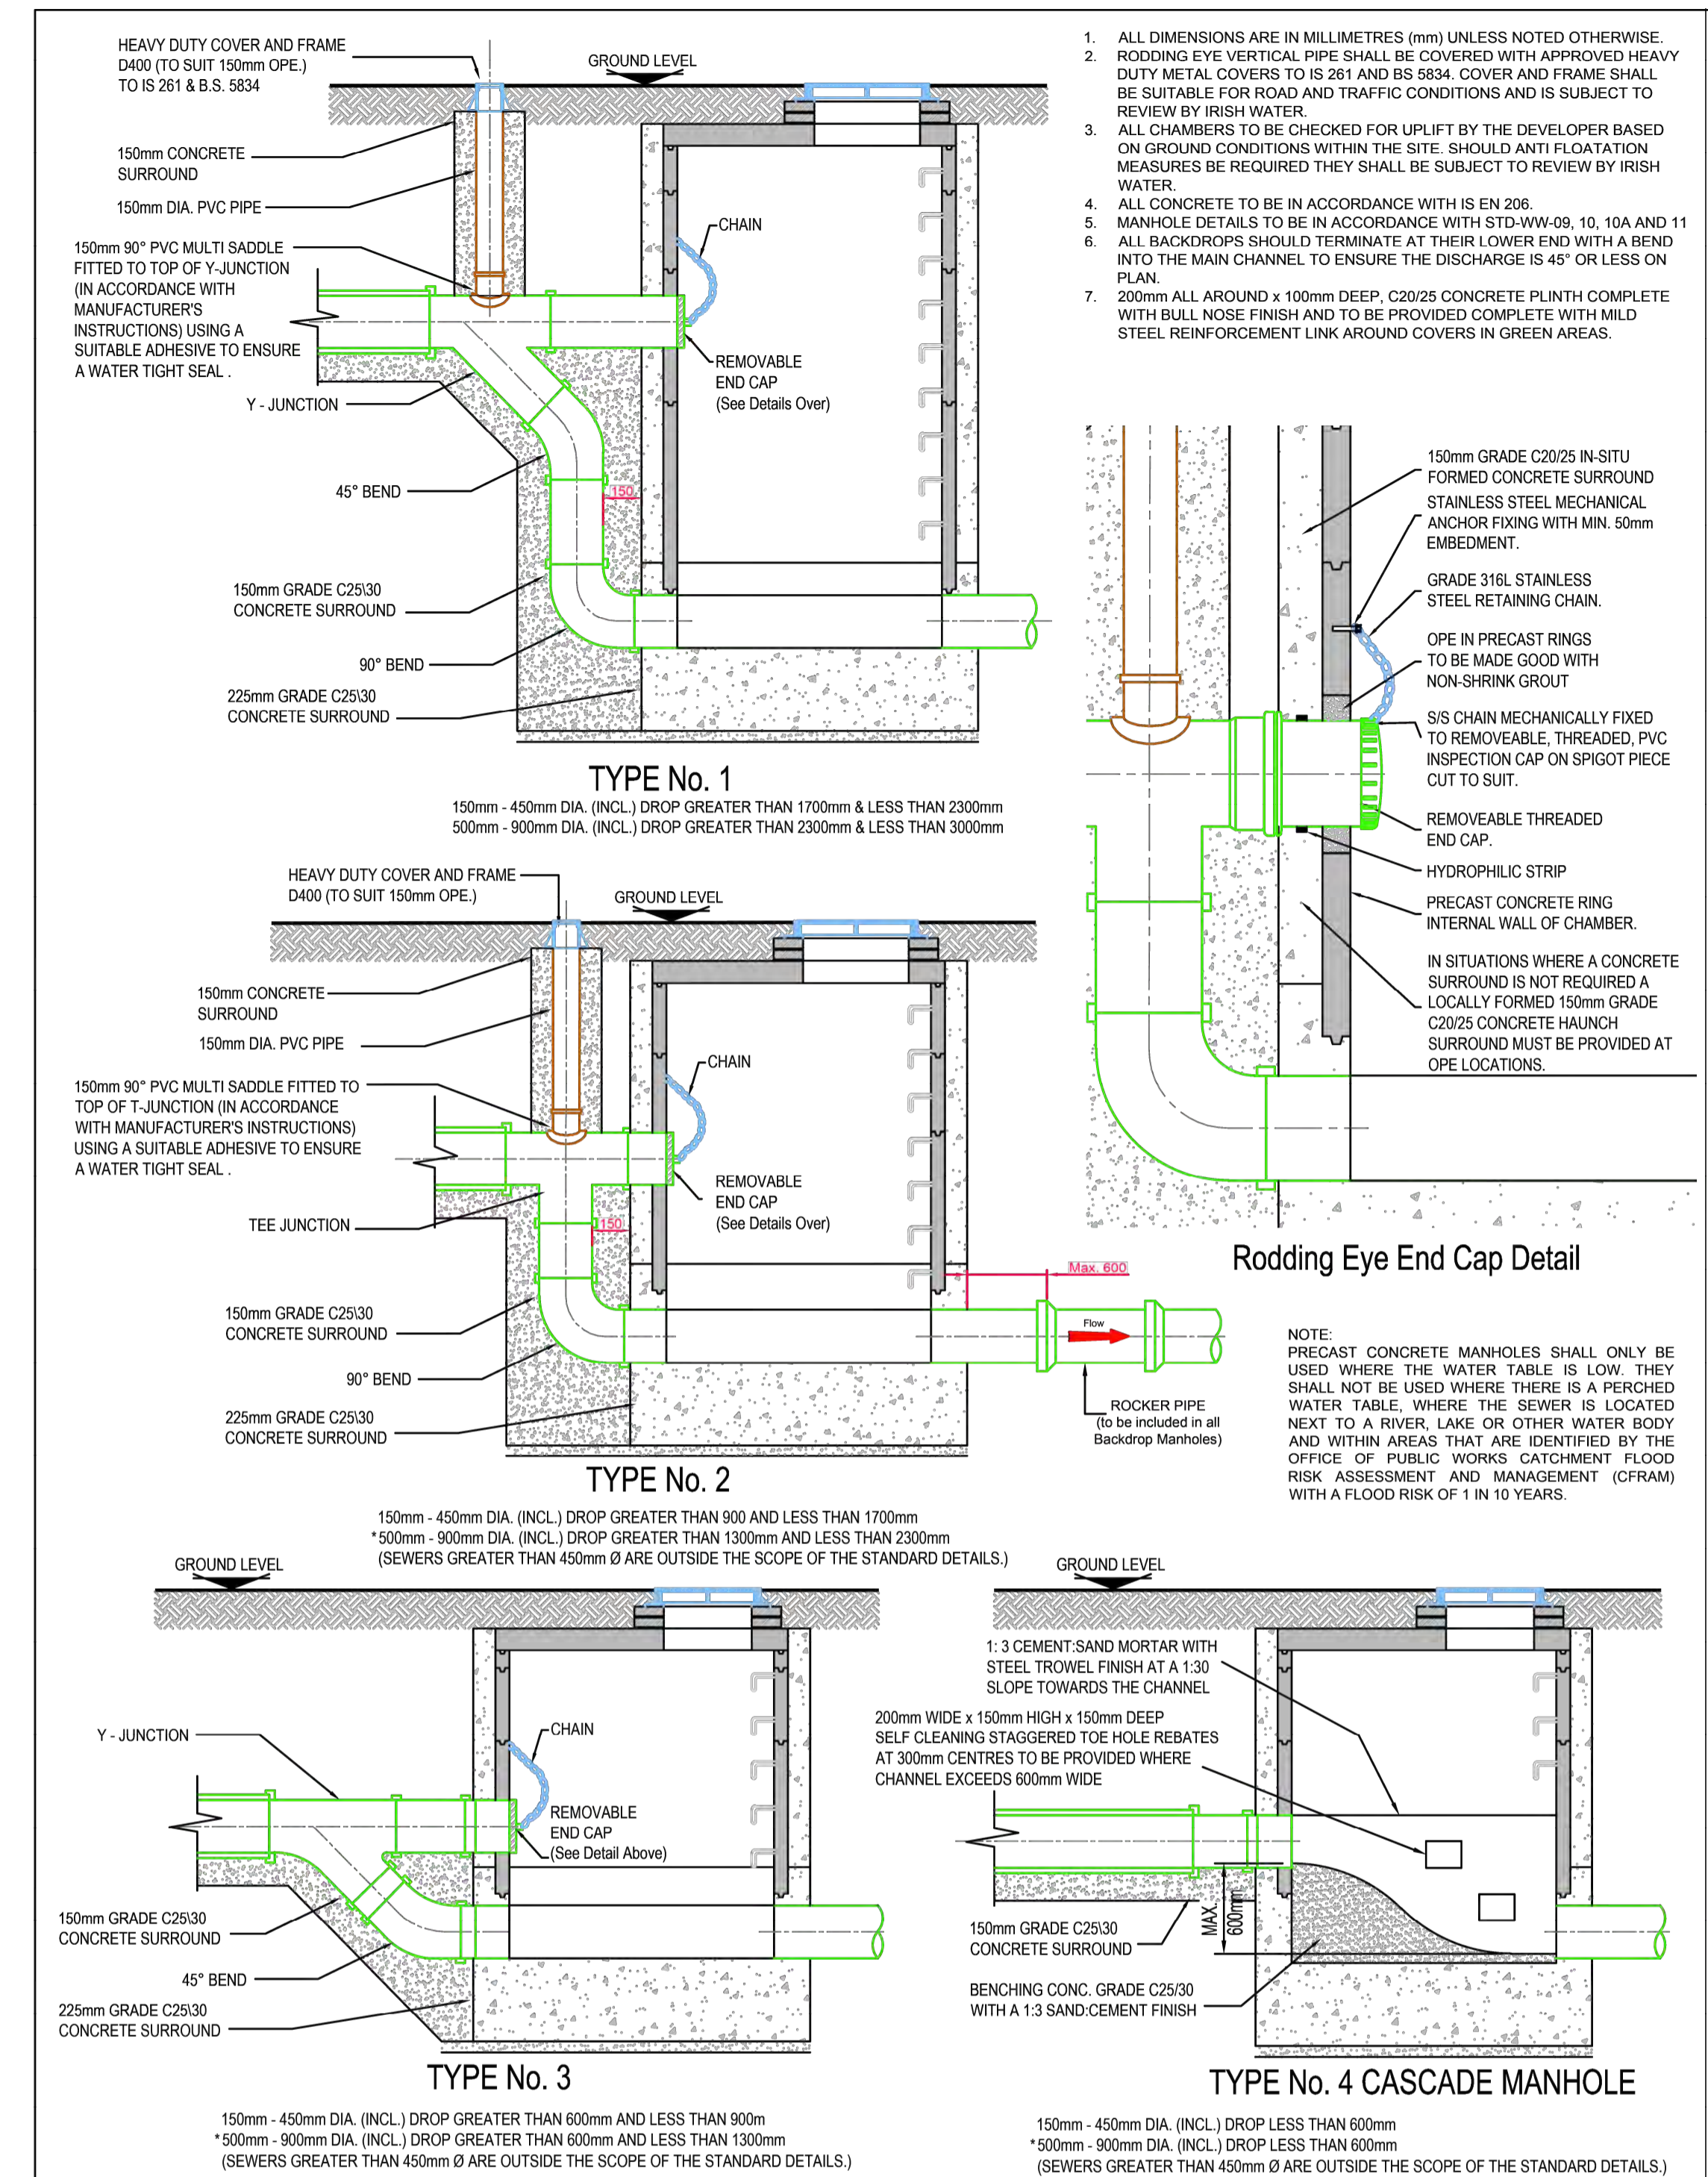 HEAVY DUTY COVER AND FRAME
D400 (TO SUIT 150mm OPE.)
TO IS 261 & B.S. 5834
GROUND LEVEL
150mm CONCRETE
SURROUND
150mm DIA. PVC PIPE
150mm 90° PVC MULTI SADDLE
FITTED TO TOP OF Y-JUNCTION
(IN ACCORDANCE WITH
MANUFACTURER'S
INSTRUCTIONS) USING A
SUITABLE ADHESIVE TO ENSURE
A WATER TIGHT SEAL .
Y - JUNCTION
45° BEND
150mm GRADE C25\30
CONCRETE SURROUND
90° BEND
225mm GRADE C25\30
CONCRETE SURROUND
CHAIN
REMOVABLE
END CAP
(See Details Over)
150
TYPE No. 1
150mm - 450mm DIA. (INCL.) DROP GREATER THAN 1700mm & LESS THAN 2300mm
500mm - 900mm DIA. (INCL.) DROP GREATER THAN 2300mm & LESS THAN 3000mm
1. ALL DIMENSIONS ARE IN MILLIMETRES (mm) UNLESS NOTED OTHERWISE.
2. RODDING EYE VERTICAL PIPE SHALL BE COVERED WITH APPROVED HEAVY
DUTY METAL COVERS TO IS 261 AND BS 5834. COVER AND FRAME SHALL
BE SUITABLE FOR ROAD AND TRAFFIC CONDITIONS AND IS SUBJECT TO
REVIEW BY IRISH WATER.
3. ALL CHAMBERS TO BE CHECKED FOR UPLIFT BY THE DEVELOPER BASED
ON GROUND CONDITIONS WITHIN THE SITE. SHOULD ANTI FLOATATION
MEASURES BE REQUIRED THEY SHALL BE SUBJECT TO REVIEW BY IRISH
WATER.
4. ALL CONCRETE TO BE IN ACCORDANCE WITH IS EN 206.
5. MANHOLE DETAILS TO BE IN ACCORDANCE WITH STD-WW-09, 10, 10A AND 11
6. ALL BACKDROPS SHOULD TERMINATE AT THEIR LOWER END WITH A BEND
INTO THE MAIN CHANNEL TO ENSURE THE DISCHARGE IS 45° OR LESS ON
PLAN.
7. 200mm ALL AROUND x 100mm DEEP, C20/25 CONCRETE PLINTH COMPLETE
WITH BULL NOSE FINISH AND TO BE PROVIDED COMPLETE WITH MILD
STEEL REINFORCEMENT LINK AROUND COVERS IN GREEN AREAS.
150mm GRADE C20/25 IN-SITU
FORMED CONCRETE SURROUND
STAINLESS STEEL MECHANICAL
ANCHOR FIXING WITH MIN. 50mm
EMBEDMENT.
GRADE 316L STAINLESS
STEEL RETAINING CHAIN.
OPE IN PRECAST RINGS
TO BE MADE GOOD WITH
NON-SHRINK GROUT
S/S CHAIN MECHANICALLY FIXED
TO REMOVEABLE, THREADED, PVC
INSPECTION CAP ON SPIGOT PIECE
CUT TO SUIT.
REMOVEABLE THREADED
END CAP.
HYDROPHILIC STRIP
PRECAST CONCRETE RING
INTERNAL WALL OF CHAMBER.
IN SITUATIONS WHERE A CONCRETE
SURROUND IS NOT REQUIRED A
LOCALLY FORMED 150mm GRADE
C20/25 CONCRETE HAUNCH
SURROUND MUST BE PROVIDED AT
OPE LOCATIONS.
Rodding Eye End Cap Detail
HEAVY DUTY COVER AND FRAME
D400 (TO SUIT 150mm OPE.)
GROUND LEVEL
150mm CONCRETE
SURROUND
150mm DIA. PVC PIPE
150mm 90° PVC MULTI SADDLE FITTED TO
TOP OF T-JUNCTION (IN ACCORDANCE
WITH MANUFACTURER'S INSTRUCTIONS)
USING A SUITABLE ADHESIVE TO ENSURE
A WATER TIGHT SEAL .
TEE JUNCTION
150mm GRADE C25\30
CONCRETE SURROUND
90° BEND
225mm GRADE C25\30
CONCRETE SURROUND
CHAIN
REMOVABLE
END CAP
(See Details Over)
150
Max. 600
Flow
ROCKER PIPE
(to be included in all
Backdrop Manholes)
TYPE No. 2
150mm - 450mm DIA. (INCL.) DROP GREATER THAN 900 AND LESS THAN 1700mm
*500mm - 900mm DIA. (INCL.) DROP GREATER THAN 1300mm AND LESS THAN 2300mm
(SEWERS GREATER THAN 450mm Ø ARE OUTSIDE THE SCOPE OF THE STANDARD DETAILS.)
NOTE:
PRECAST CONCRETE MANHOLES SHALL ONLY BE
USED WHERE THE WATER TABLE IS LOW. THEY
SHALL NOT BE USED WHERE THERE IS A PERCHED
WATER TABLE, WHERE THE SEWER IS LOCATED
NEXT TO A RIVER, LAKE OR OTHER WATER BODY
AND WITHIN AREAS THAT ARE IDENTIFIED BY THE
OFFICE OF PUBLIC WORKS CATCHMENT FLOOD
RISK ASSESSMENT AND MANAGEMENT (CFRAM)
WITH A FLOOD RISK OF 1 IN 10 YEARS.
GROUND LEVEL
Y - JUNCTION
CHAIN
REMOVABLE
END CAP
(See Detail Above)
150mm GRADE C25\30
CONCRETE SURROUND
45° BEND
225mm GRADE C25\30
CONCRETE SURROUND
TYPE No. 3
150mm - 450mm DIA. (INCL.) DROP GREATER THAN 600mm AND LESS THAN 900m
*500mm - 900mm DIA. (INCL.) DROP GREATER THAN 600mm AND LESS THAN 1300mm
(SEWERS GREATER THAN 450mm Ø ARE OUTSIDE THE SCOPE OF THE STANDARD DETAILS.)
GROUND LEVEL
1: 3 CEMENT:SAND MORTAR WITH
STEEL TROWEL FINISH AT A 1:30
SLOPE TOWARDS THE CHANNEL
200mm WIDE x 150mm HIGH x 150mm DEEP
SELF CLEANING STAGGERED TOE HOLE REBATES
AT 300mm CENTRES TO BE PROVIDED WHERE
CHANNEL EXCEEDS 600mm WIDE
MAX.
600mm
150mm GRADE C25\30
CONCRETE SURROUND
BENCHING CONC. GRADE C25/30
WITH A 1:3 SAND:CEMENT FINISH
TYPE No. 4 CASCADE MANHOLE
150mm - 450mm DIA. (INCL.) DROP LESS THAN 600mm
*500mm - 900mm DIA. (INCL.) DROP LESS THAN 600mm
(SEWERS GREATER THAN 450mm Ø ARE OUTSIDE THE SCOPE OF THE STANDARD DETAILS.)